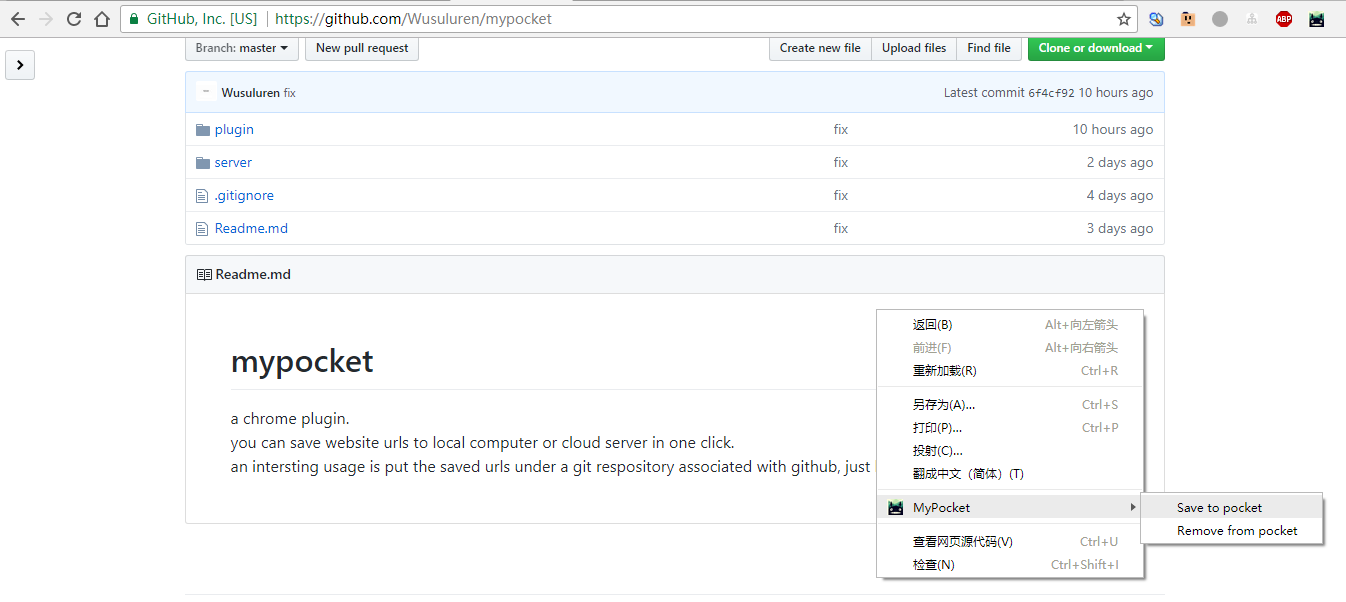 GitHub, Inc. [US] https://github.com/Wusuluren/mypocket
ABP
Branch: master New pull request Create new file Upload files Find file Clone or download
Wusuluren fix Latest commit 6f4cf92 10 hours ago
plugin fix 10 hours ago
server fix 2 days ago
.gitignore fix 4 days ago
Readme.md fix 3 days ago
Readme.md
mypocket
a chrome plugin.
you can save website urls to local computer or cloud server in one click.
an intersting usage is put the saved urls under a git respository associated with github, just
返回(B) Alt+向左箭头
前进(F) Alt+向右箭头
重新加载(R) Ctrl+R
另存为(A)... Ctrl+S
打印(P)... Ctrl+P
投射(C)...
翻成中文（简体）(T)
MyPocket
Save to pocket
Remove from pocket
查看网页源代码(V) Ctrl+U
检查(N) Ctrl+Shift+I